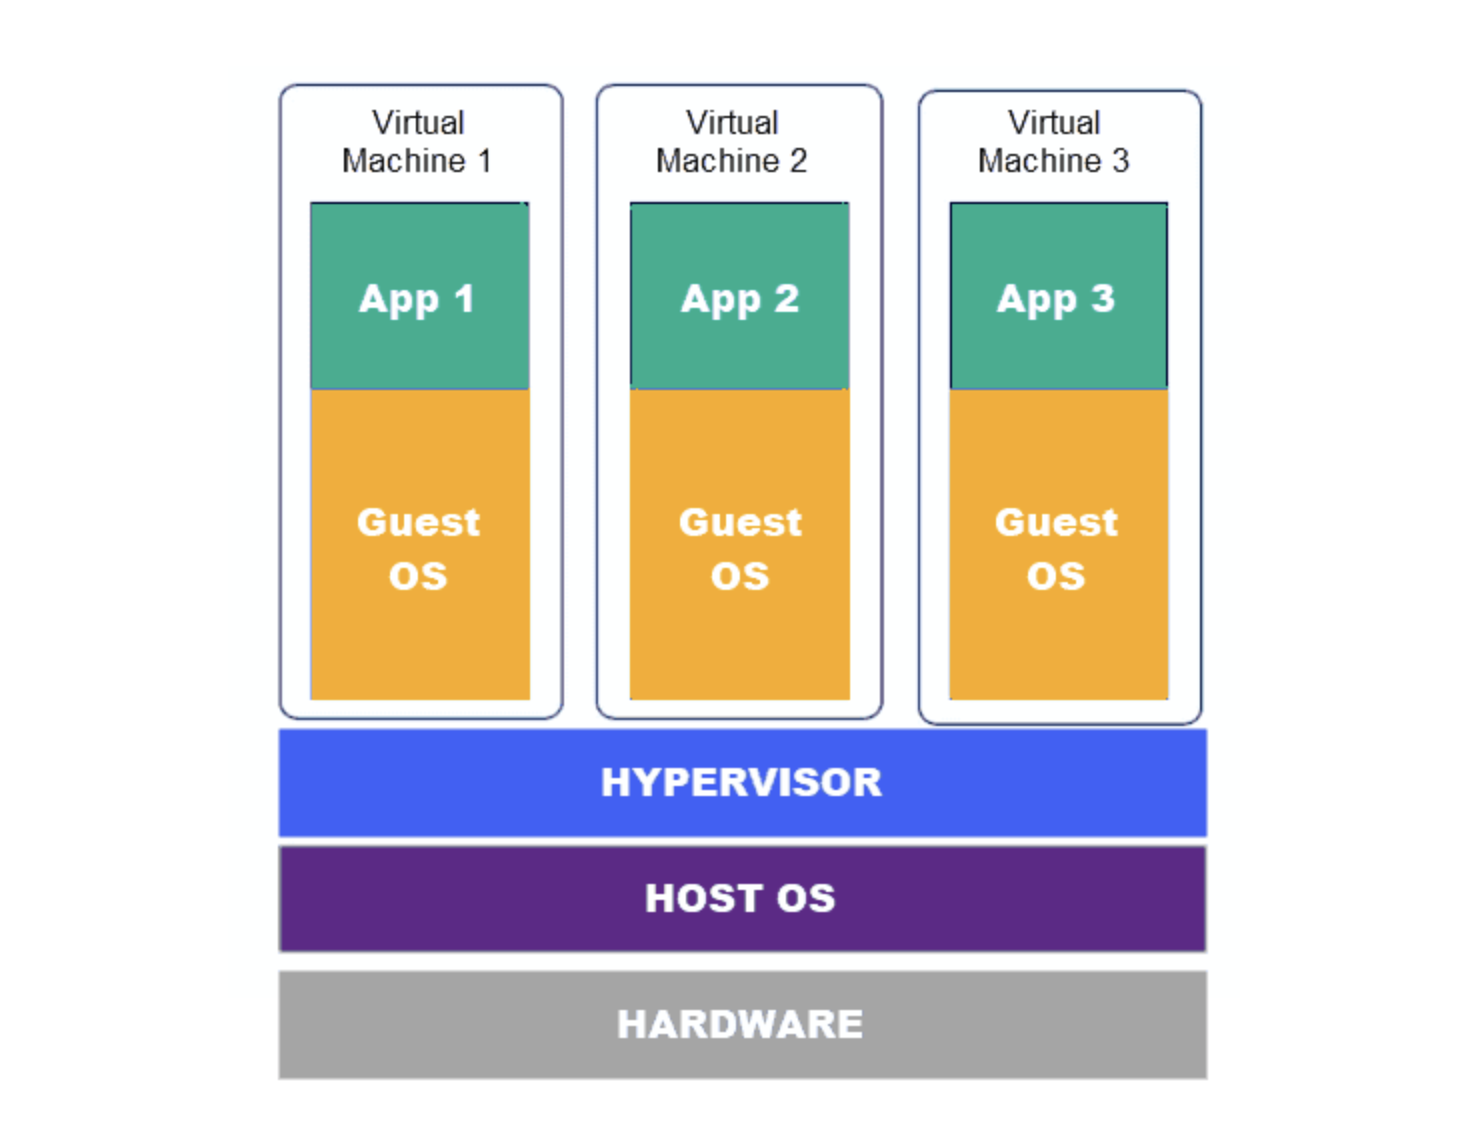 Virtual
Machine 1
Virtual
Machine 2
Virtual
Machine 3
App 1
App 2
App 3
Guest
OS
Guest
OS
Guest
OS
HYPERVISOR
HOST OS
HARDWARE